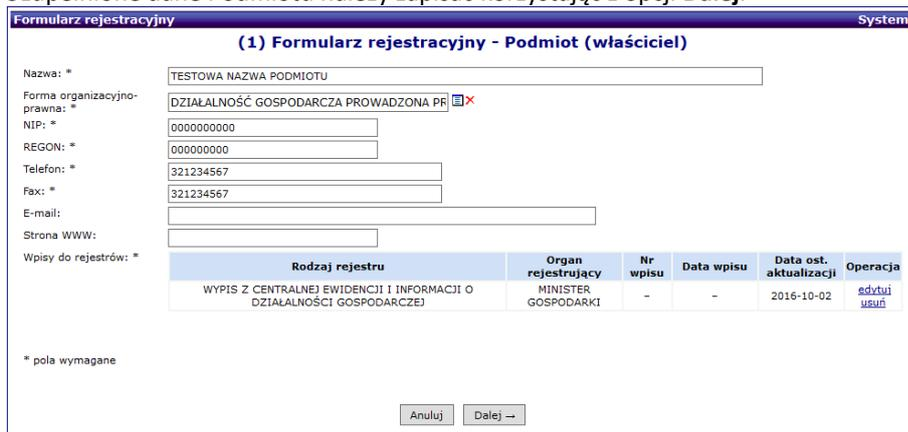 Formularz rejestracyjny System
(1) Formularz rejestracyjny - Podmiot (właściciel)
Nazwa: * TESTOWA NAZWA PODMIOTU
Forma organizacyjno-
prawna: * DZIAŁALNOŚĆ GOSPODARCZA PROWADZONA PR
NIP: * 0000000000
REGON: * 000000000
Telefon: * 321234567
Fax: * 321234567
E-mail:
Strona WWW:
Wpisy do rejestrów: *
Rodzaj rejestru Organ rejestrujący Nr wpisu Data wpisu Data ost. aktualizacji Operacja
WYPIS Z CENTRALNEJ EWIDENCJI I INFORMACJI O DZIAŁALNOŚCI GOSPODARCZEJ MINISTER GOSPODARKI – – 2016-10-02 edytuj usuń
* pola wymagane
Anuluj Dalej →